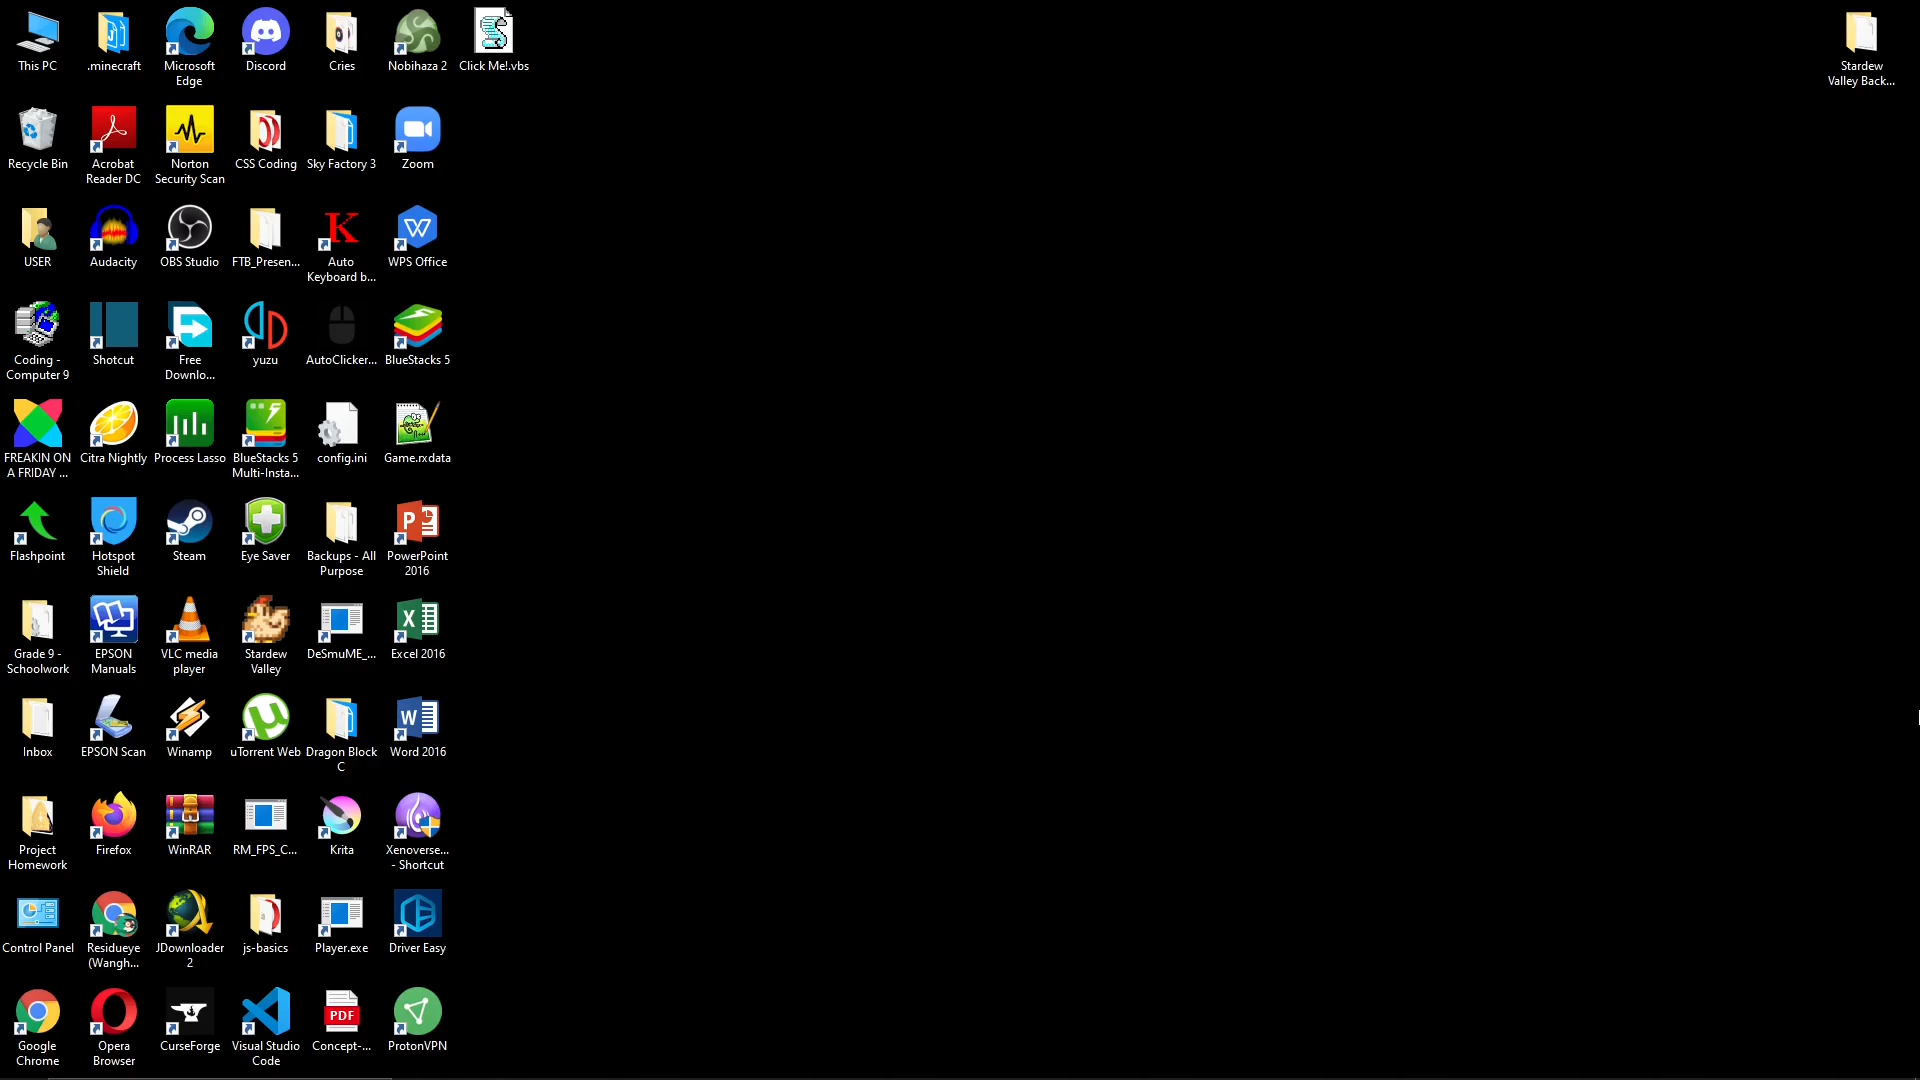 This PC
.minecraft
Microsoft
Edge
Discord
Cries
Nobihaza 2
Click Me!.vbs
Stardew
Valley Back...
Recycle Bin
Acrobat
Reader DC
Norton
Security Scan
CSS Coding
Sky Factory 3
Zoom
USER
Audacity
OBS Studio
FTB_Presen...
Auto
Keyboard b...
WPS Office
Coding -
Computer 9
Shotcut
Free
Downlo...
yuzu
AutoClicker...
BlueStacks 5
FREAKIN ON
A FRIDAY ...
Citra Nightly
Process Lasso
BlueStacks 5
Multi-Insta...
config.ini
Game.rxdata
Flashpoint
Hotspot
Shield
Steam
Eye Saver
Backups - All
Purpose
PowerPoint
2016
Grade 9 -
Schoolwork
EPSON
Manuals
VLC media
player
Stardew
Valley
DeSmuME_...
Excel 2016
Inbox
EPSON Scan
Winamp
uTorrent Web
Dragon Block
C
Word 2016
Project
Homework
Firefox
WinRAR
RM_FPS_C...
Krita
Xenoverse...
- Shortcut
Control Panel
Residueye
(Wangh...
JDownloader
2
js-basics
Player.exe
Driver Easy
Google
Chrome
Opera
Browser
CurseForge
Visual Studio
Code
PDF
Concept-...
ProtonVPN